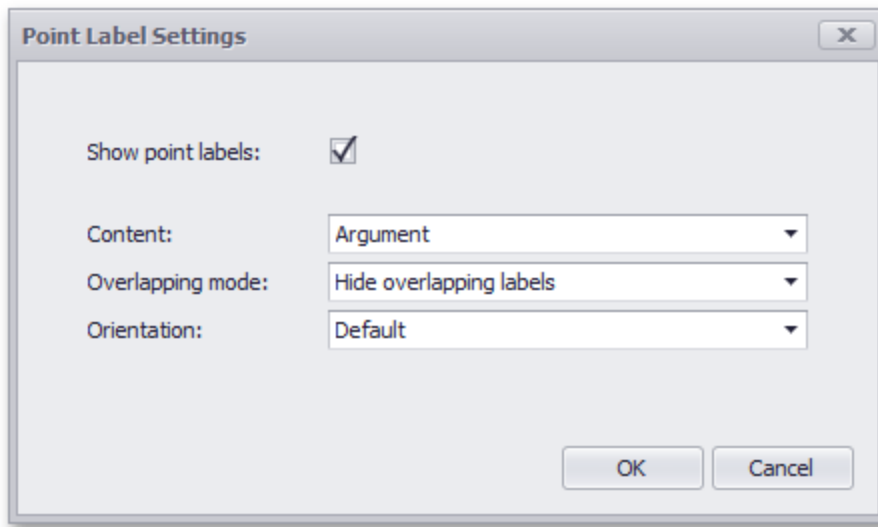 Point Label Settings
Show point labels:
Content: Argument
Overlapping mode: Hide overlapping labels
Orientation: Default
OK Cancel